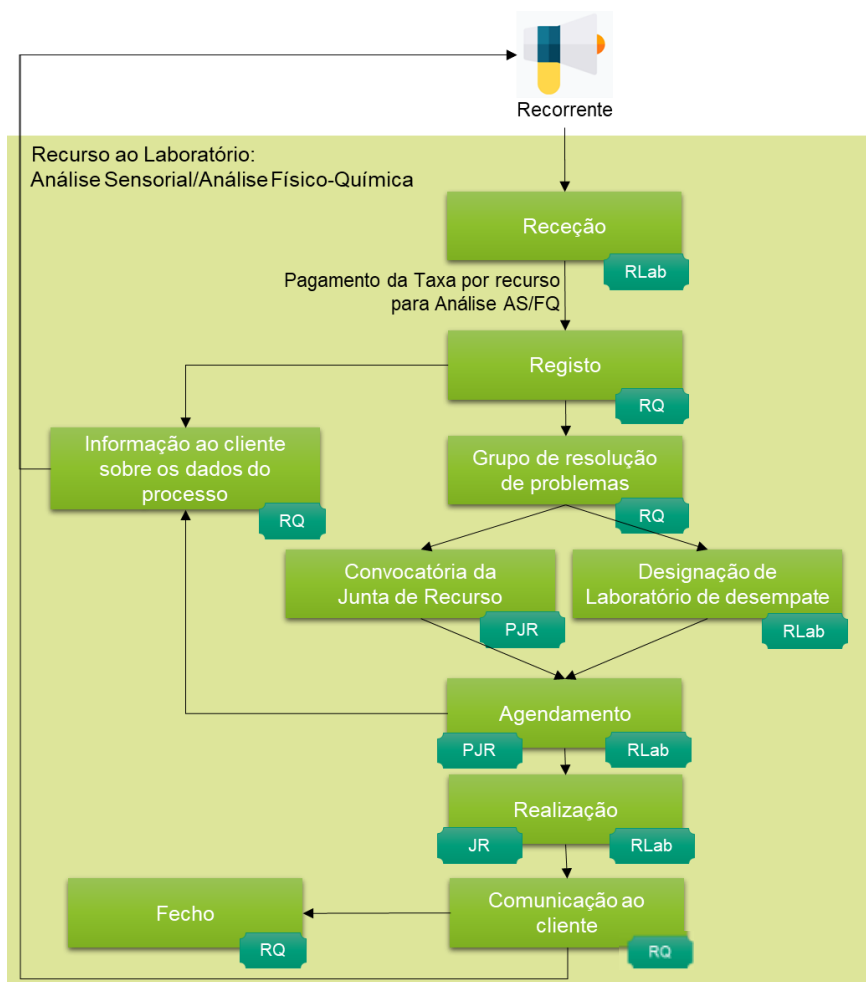 Recorrente
Recurso ao Laboratório:
Análise Sensorial/Análise Físico-Química
Receção
RLab
Pagamento da Taxa por recurso
para Análise AS/FQ
Registo
RQ
Informação ao cliente
sobre os dados do
processo
RQ
Grupo de resolução
de problemas
RQ
Convocatória da
Junta de Recurso
PJR
Designação de
Laboratório de desempate
RLab
Agendamento
PJR
RLab
Realização
JR
RLab
Comunicação ao
cliente
RQ
Fecho
RQ